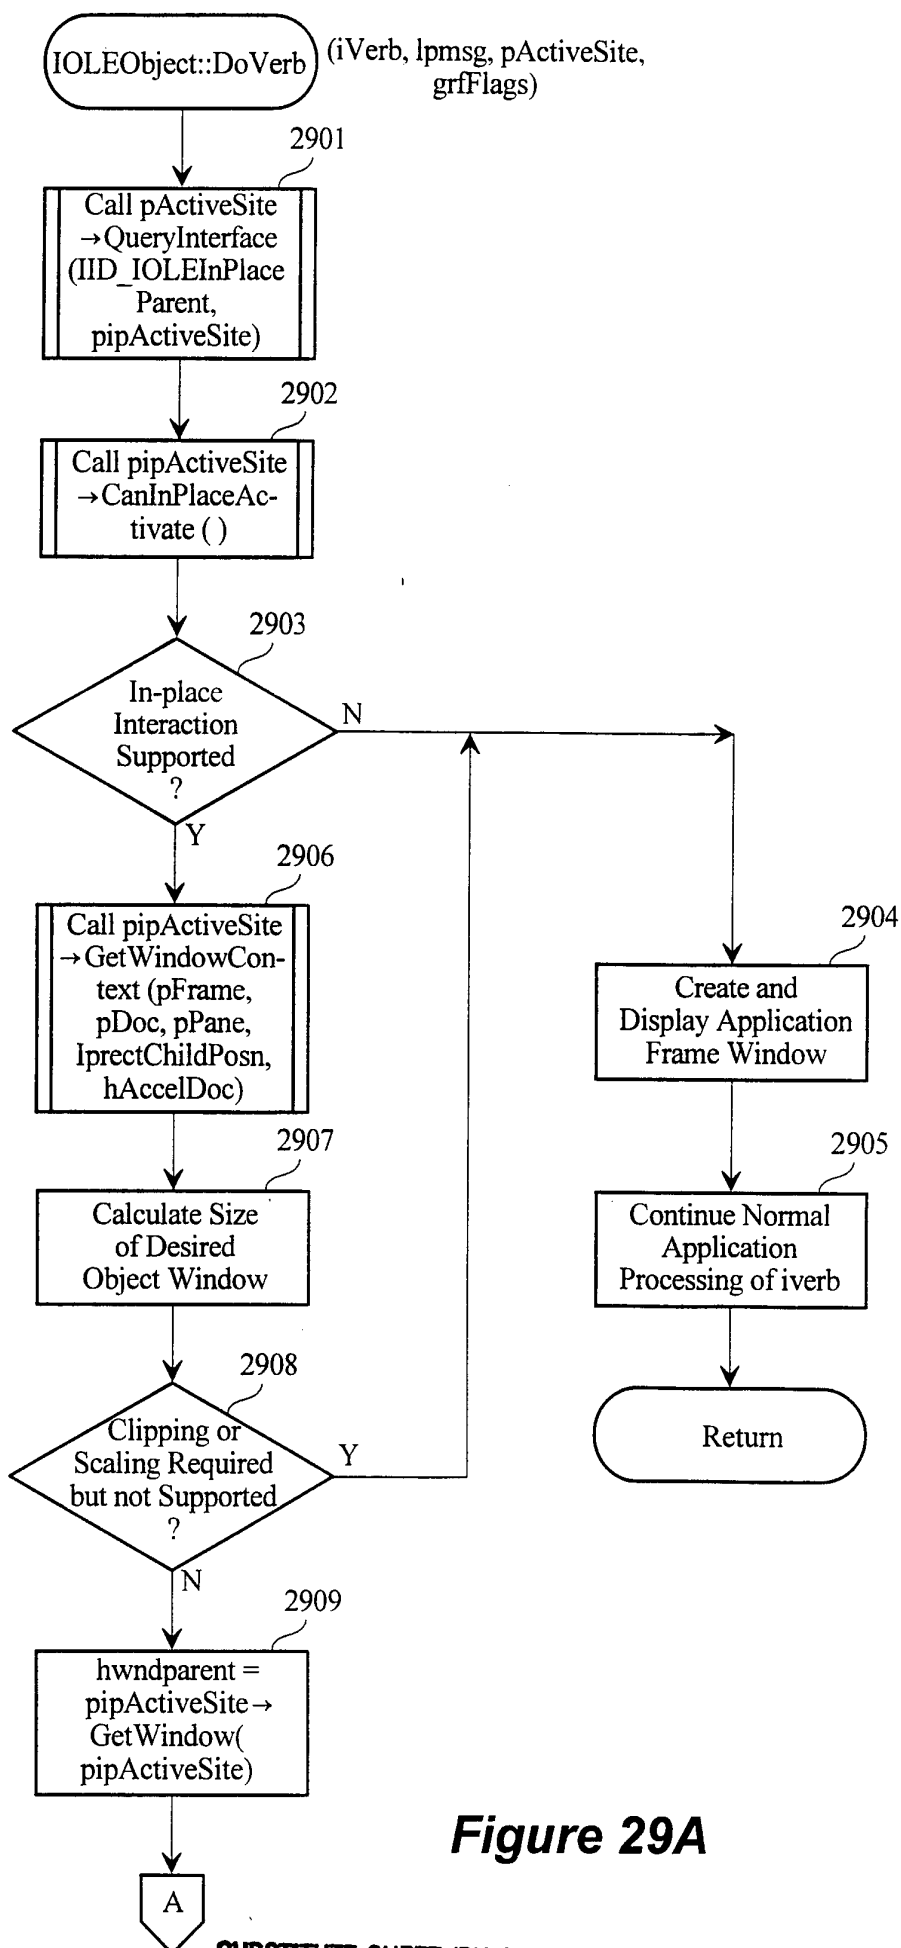 IOLEObject::DoVerb
(iVerb, lpmsg, pActiveSite,
grfFlags)
2901
Call pActiveSite
→QueryInterface
(IID_IOLEInPlace
Parent,
pipActiveSite)
2902
Call pipActiveSite
→CanInPlaceAc-
tivate ( )
2903
In-place
Interaction
Supported
?
N
Y
2906
Call pipActiveSite
→GetWindowCon-
text (pFrame,
pDoc, pPane,
IprectChildPosn,
hAccelDoc)
2904
Create and
Display Application
Frame Window
2907
Calculate Size
of Desired
Object Window
2905
Continue Normal
Application
Processing of iverb
2908
Clipping or
Scaling Required
but not Supported
?
Y
N
Return
2909
hwndparent =
pipActiveSite→
GetWindow(
pipActiveSite)
Figure 29A
A